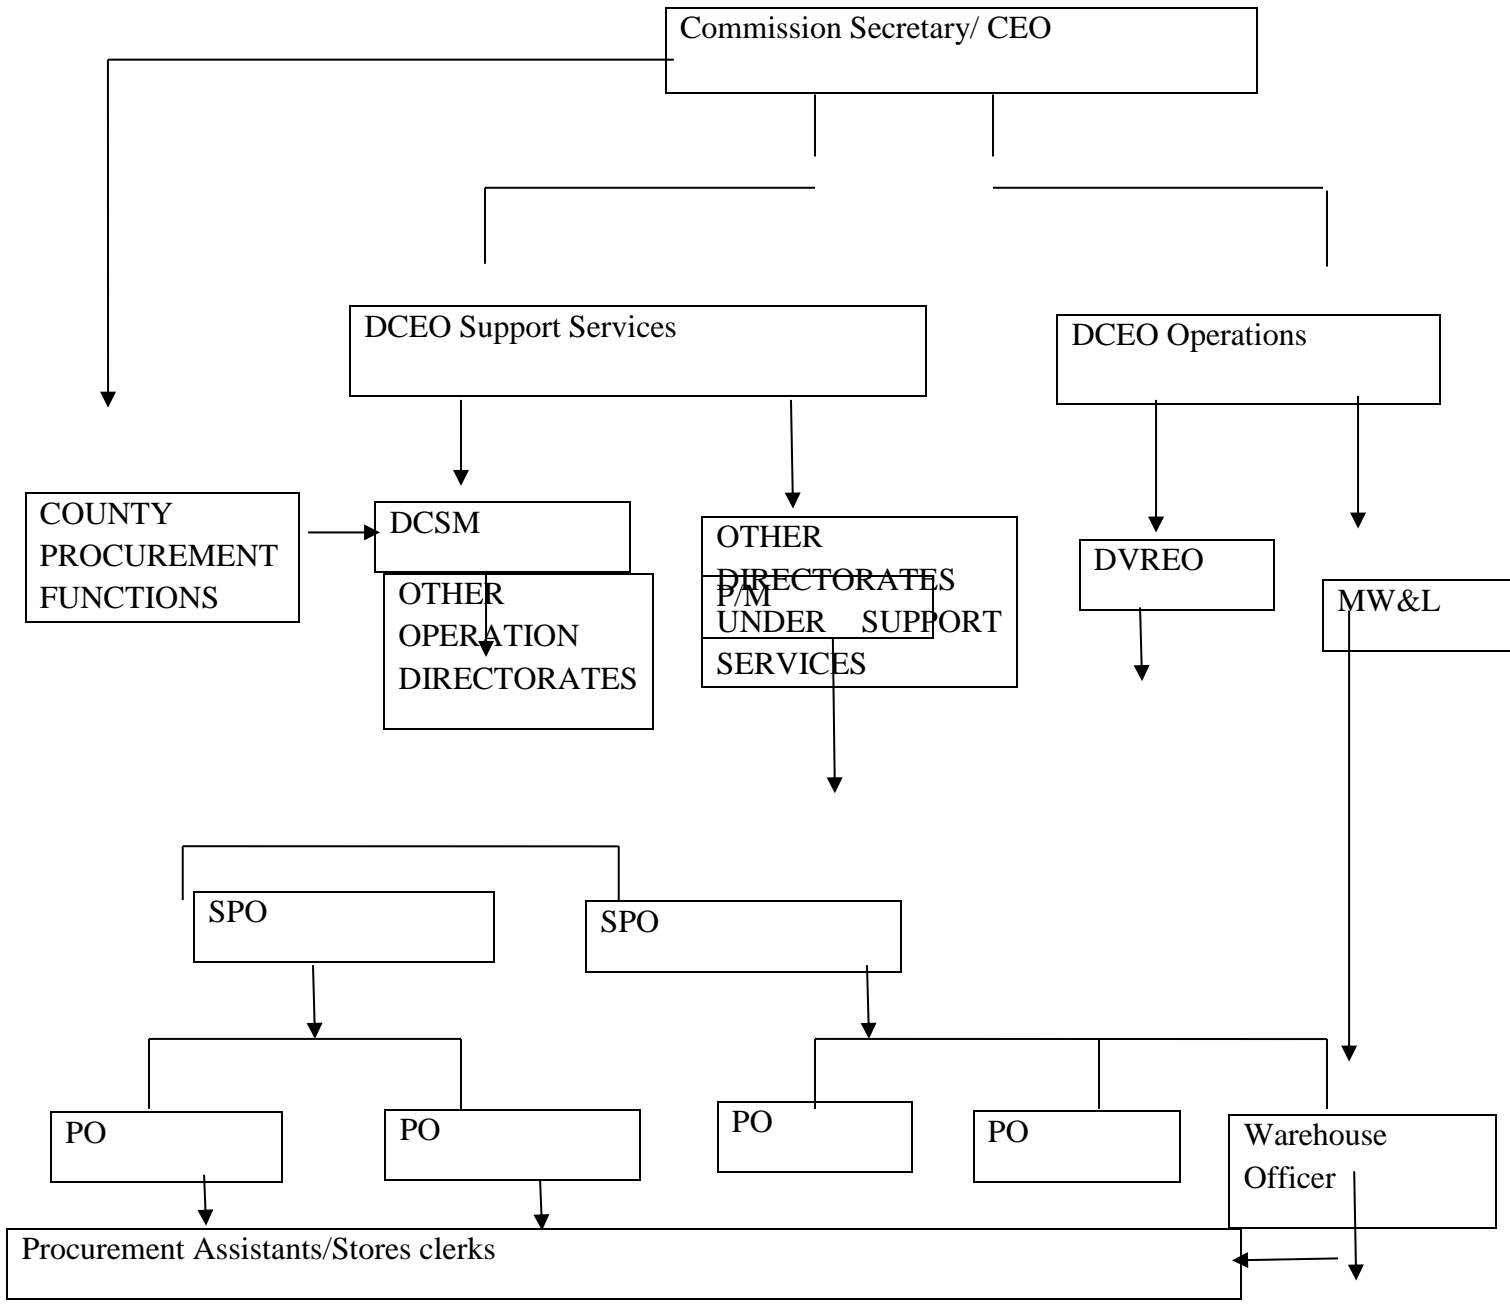 Commission Secretary/ CEO
DCEO Support Services
DCEO Operations
COUNTY
PROCUREMENT
FUNCTIONS
DCSM
OTHER
OPERATION
DIRECTORATES
OTHER
DIRECTORATES
UNDER SUPPORT
SERVICES
P/M
DVREO
MW&L
SPO
SPO
PO
PO
PO
PO
Warehouse
Officer
Procurement Assistants/Stores clerks